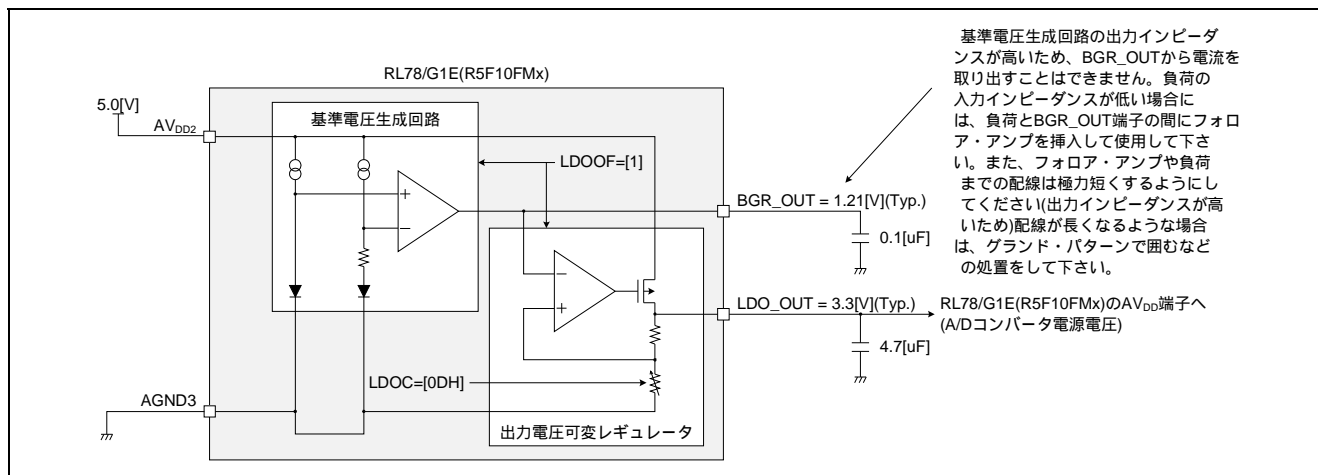 基準電圧生成回路の出力インピーダ
ンスが高いため、BGR_OUTから電流を
取り出すことはできません。負荷の
入力インピーダンスが低い場合に
は、負荷とBGR_OUT端子の間にフォロ
ア・アンプを挿入して使用して下さ
い。また、フォロア・アンプや負荷
までの配線は極力短くするようにし
てください(出力インピーダンスが高
いため)配線が長くなるような場合
は、グランド・パターンで囲むなど
の処置をして下さい。
RL78/G1E(R5F10FMx)
5.0[V]
AVDD2
基準電圧生成回路
LDOOF=[1]
BGR_OUT = 1.21[V](Typ.)
0.1[uF]
LDO_OUT = 3.3[V](Typ.)
RL78/G1E(R5F10FMx)のAVDD端子へ
(A/Dコンバータ電源電圧)
4.7[uF]
LDOC=[0DH]
AGND3
出力電圧可変レギュレータ